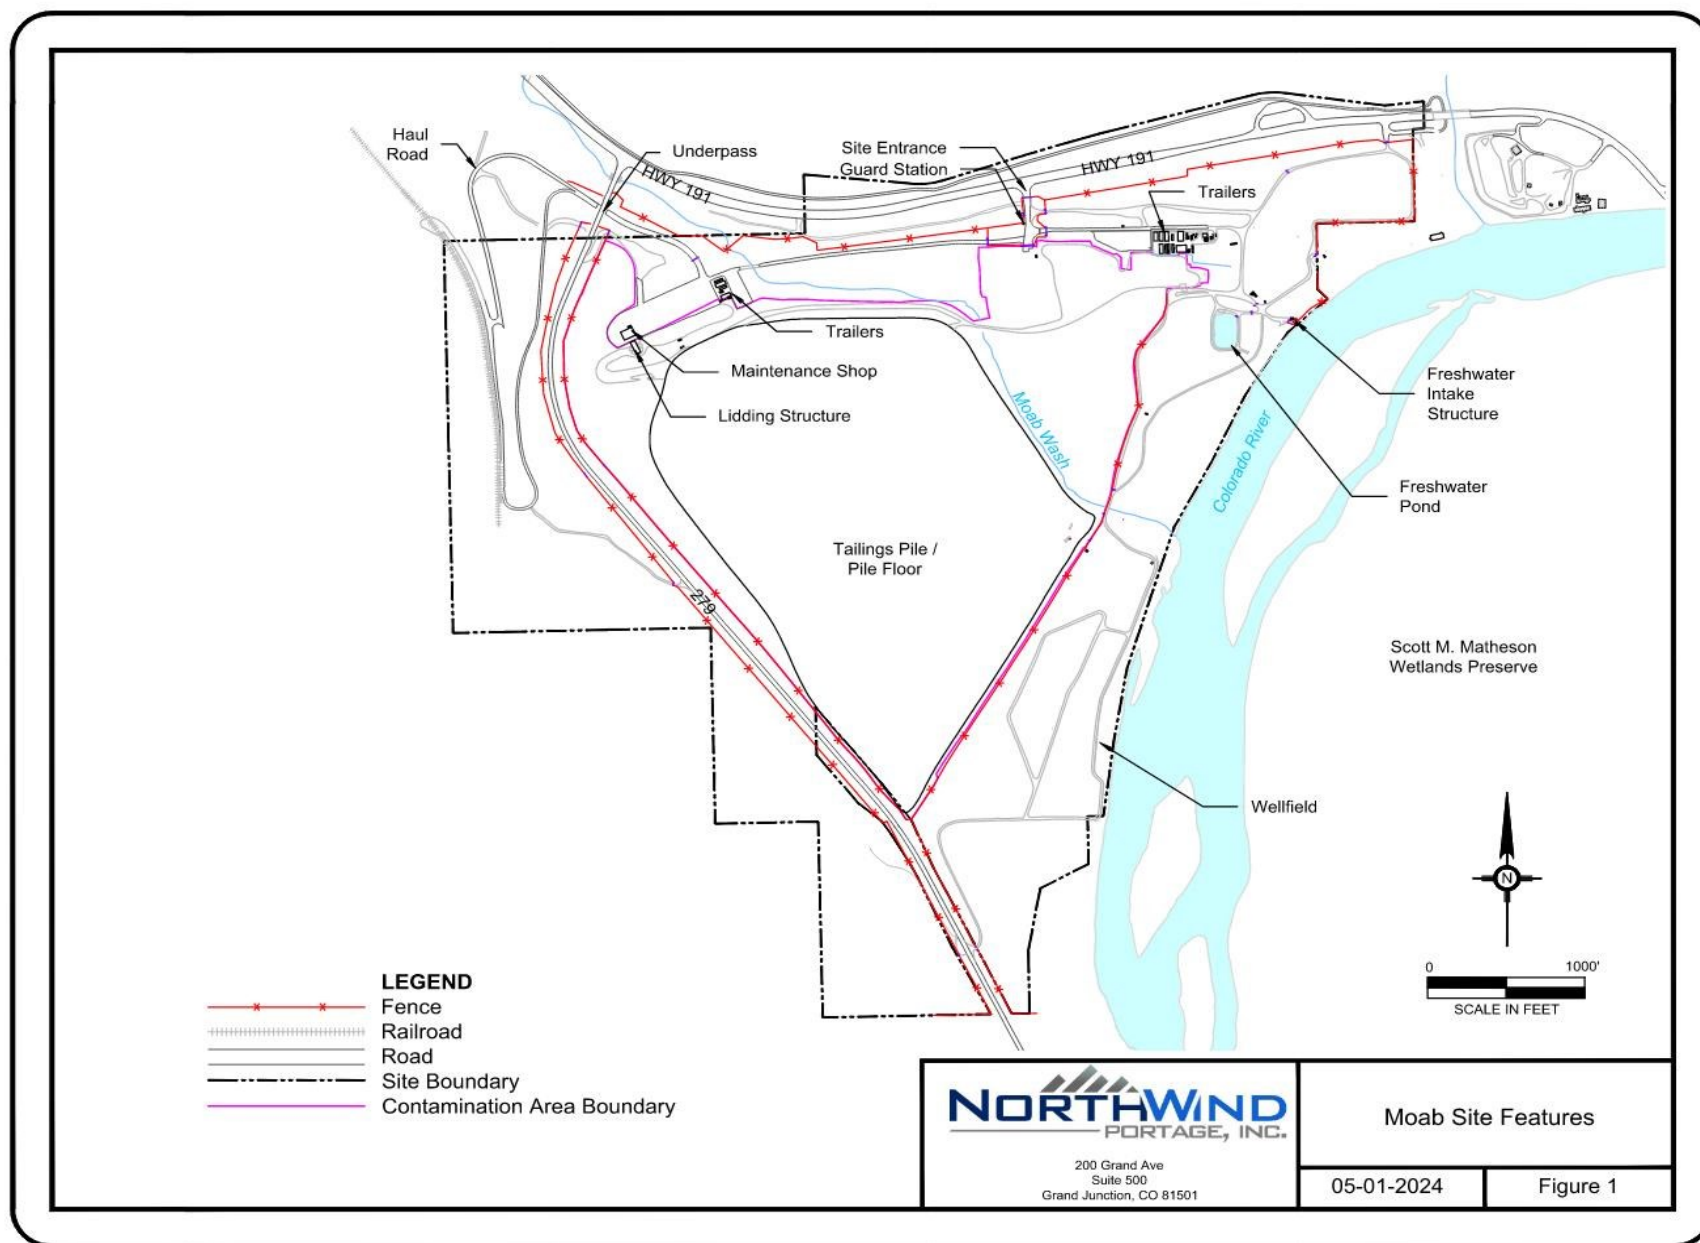 Haul
Road
Underpass
HWY 191
Site Entrance
Guard Station
HWY 191
Trailers
Trailers
Maintenance Shop
Lidding Structure
Moab Wash
Colorado River
Freshwater
Intake
Structure
Freshwater
Pond
Tailings Pile /
Pile Floor
279
Scott M. Matheson
Wetlands Preserve
Wellfield
N
0 1000'
SCALE IN FEET
LEGEND
Fence
Railroad
Road
Site Boundary
Contamination Area Boundary
NORTHWIND
PORTAGE, INC.
200 Grand Ave
Suite 500
Grand Junction, CO 81501
Moab Site Features
05-01-2024
Figure 1